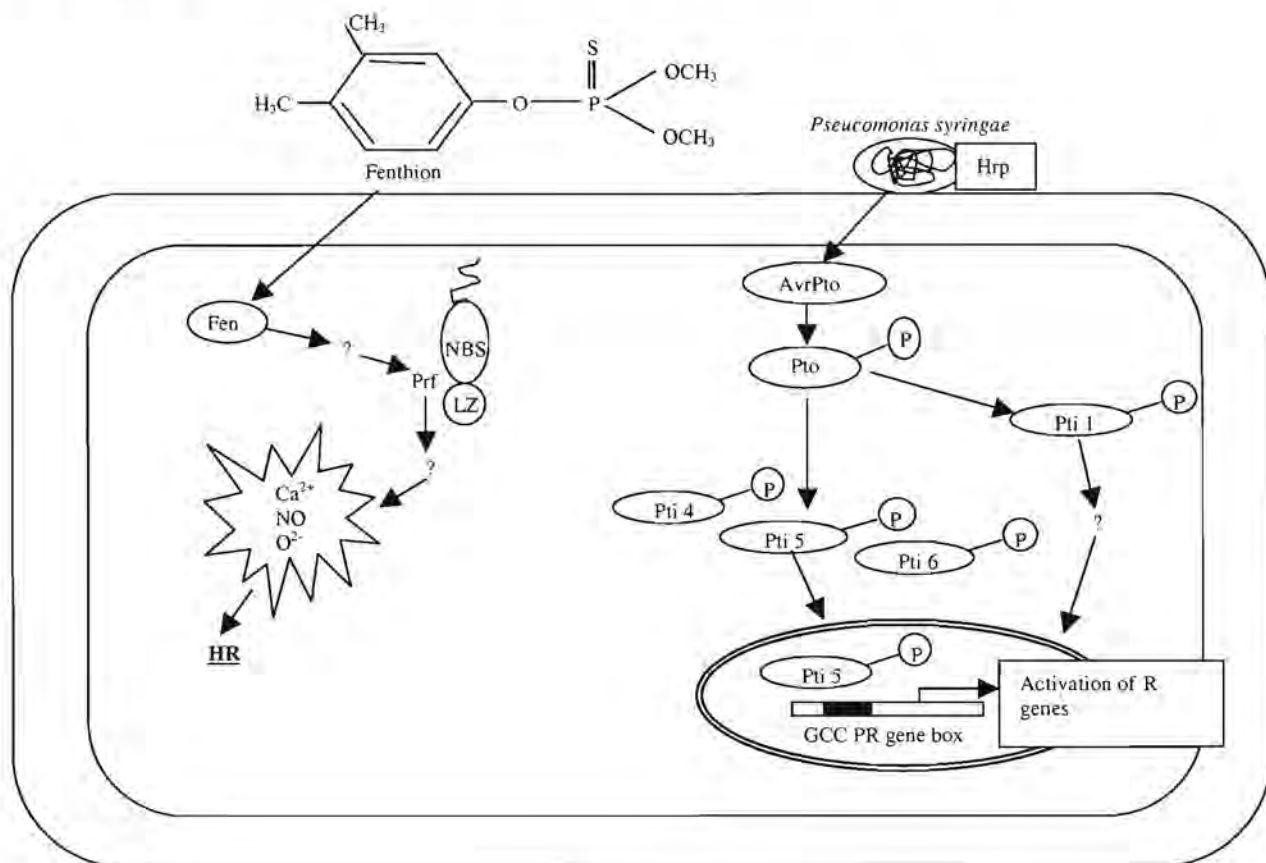 CH₃
H₃C
O
P
S
OCH₃
OCH₃
Fenthion
Pseucomonas syringae
Hrp
Fen
?
Prf
NBS
LZ
?
Ca²⁺
NO
O²⁻
HR
AvrPto
Pto
P
Pti 1
P
?
Pti 4
P
Pti 5
P
Pti 6
P
Pti 5
P
GCC PR gene box
Activation of R
genes